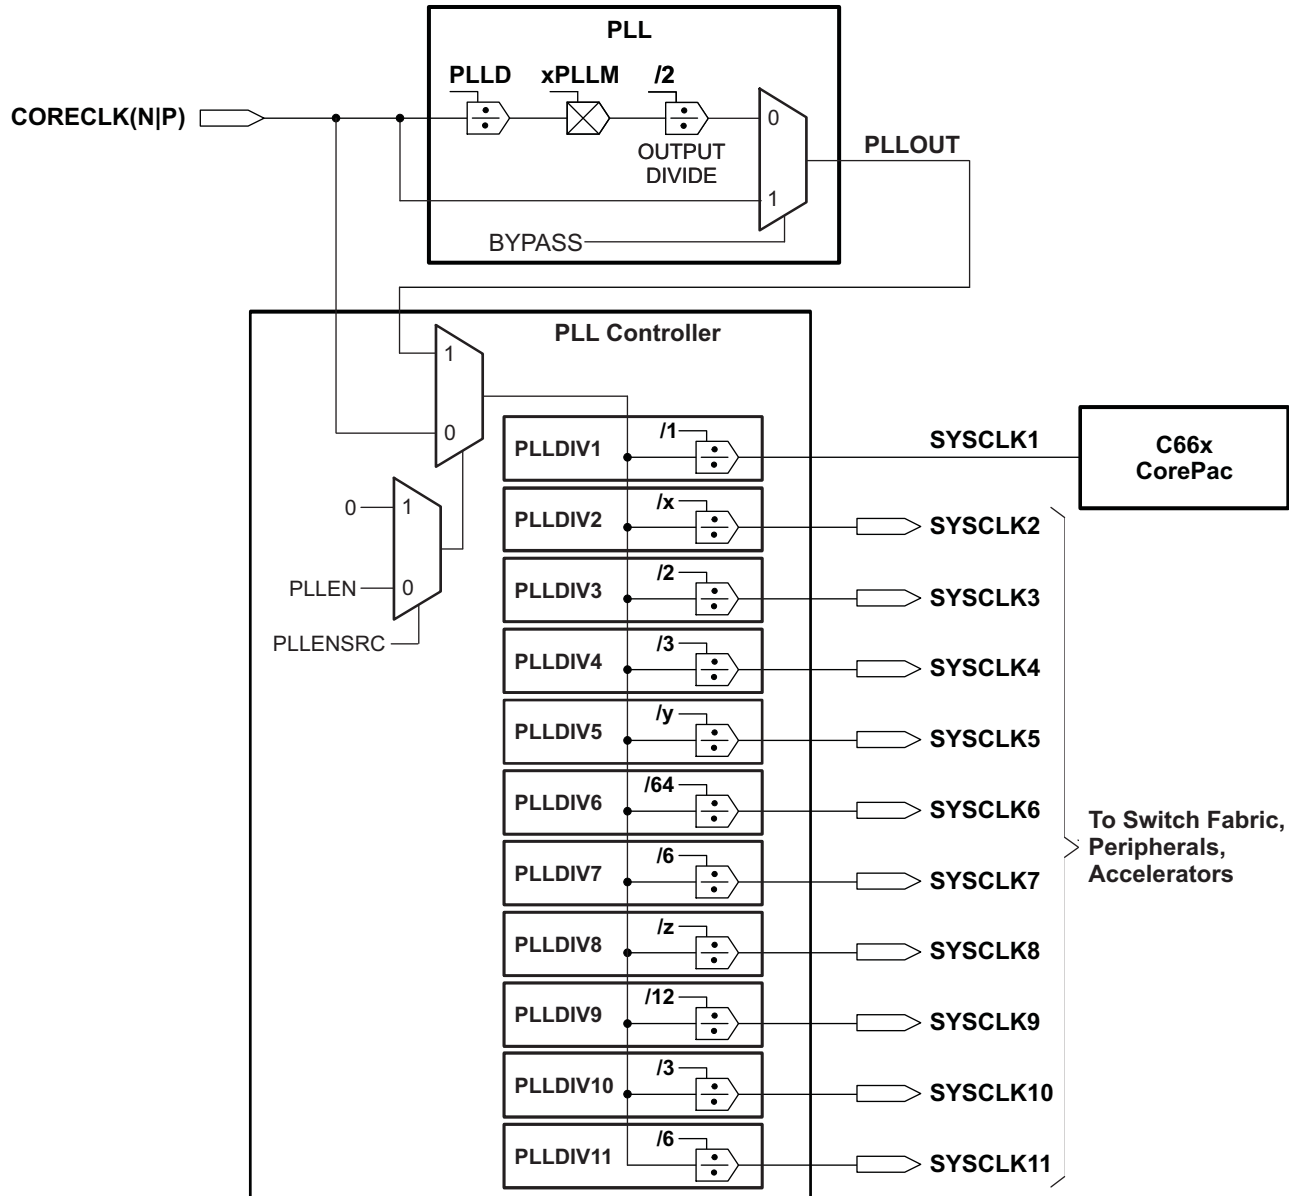 PLL
PLLD xPLLM /2
CORECLK(N|P)
0
OUTPUT
DIVIDE
PLLOUT
1
BYPASS
PLL Controller
1
0
0
1
PLLEN
0
PLLENSRC
PLLDIV1 /1 SYSCLK1
C66x
CorePac
PLLDIV2 /x SYSCLK2
PLLDIV3 /2 SYSCLK3
PLLDIV4 /3 SYSCLK4
PLLDIV5 /y SYSCLK5
PLLDIV6 /64 SYSCLK6
PLLDIV7 /6 SYSCLK7
PLLDIV8 /z SYSCLK8
PLLDIV9 /12 SYSCLK9
PLLDIV10 /3 SYSCLK10
PLLDIV11 /6 SYSCLK11
To Switch Fabric,
Peripherals,
Accelerators